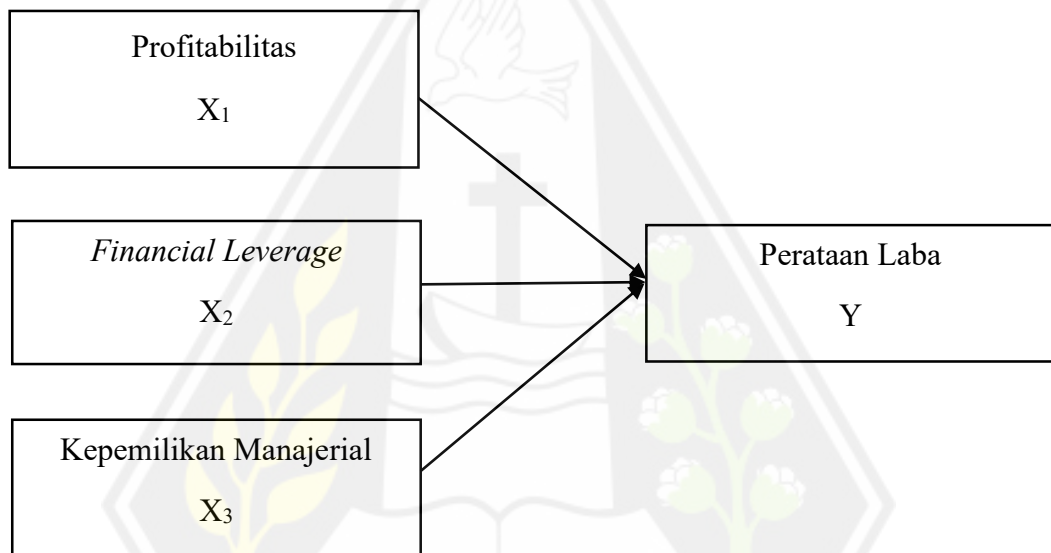 Profitabilitas
X₁
Financial Leverage
X₂
Kepemilikan Manajerial
X₃
Perataan Laba
Y